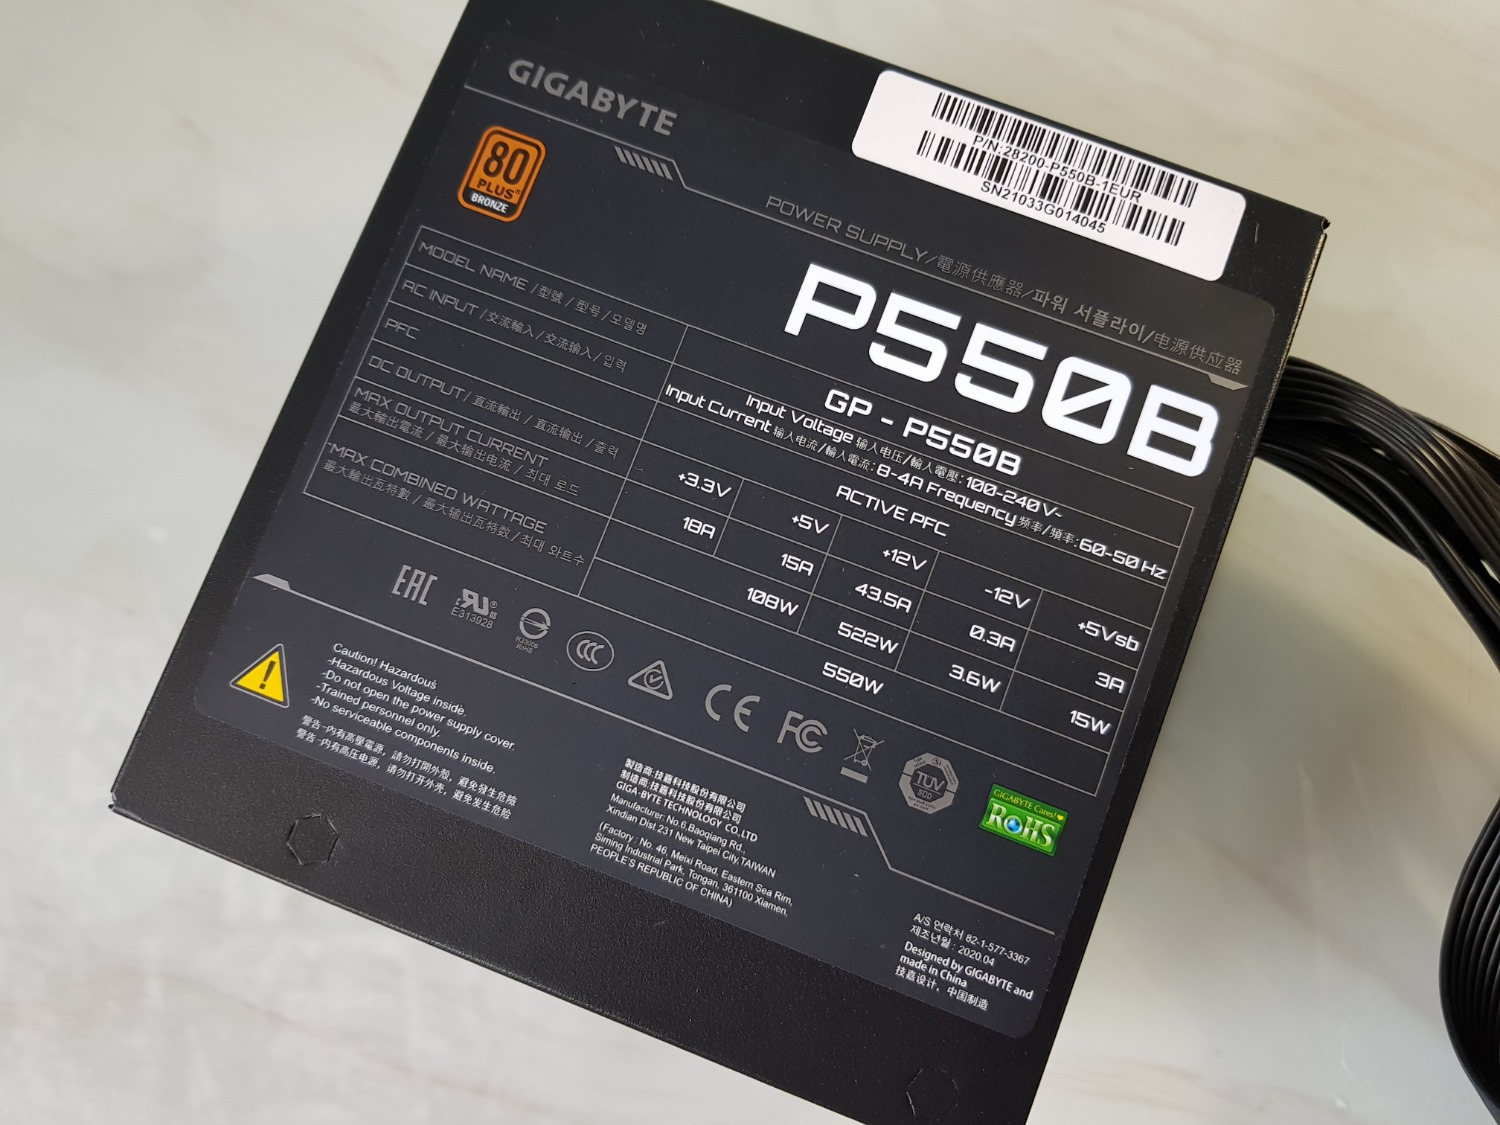 GIGABYTE
P/N:28200-P550B-1EUR
SN21033G014045
80
PLUS®
BRONZE
POWER SUPPLY/電源供應器/파워 서플라이/电源供应器
P550B
MODEL NAME / 型號 / 型号 / 모델명
GP - P550B
AC INPUT / 交流輸入 / 交流输入 / 입력
Input Voltage 输入电压/輸入電壓: 100-240V~
Input Current 输入电流/輸入電流: 8-4A Frequency 频率/頻率: 60-50 Hz
PFC
ACTIVE PFC
DC OUTPUT / 直流輸出 / 直流输出 / 출력
+3.3V +5V +12V -12V +5Vsb
MAX OUTPUT CURRENT
最大輸出電流 / 最大输出电流 / 최대 로드
18A 15A 43.5A 0.3A 3A
*MAX COMBINED WATTAGE
最大輸出瓦特數 / 最大输出瓦特数 / 최대 와트수
108W 522W 3.6W 15W
550W
EAC
E313928
R33006
RoHS
CCC
CE
FC
TUV
SUD
GIGABYTE Cares!
RoHS
Caution! Hazardous
-Hazardous Voltage inside.
-Do not open the power supply cover.
-Trained personnel only.
-No serviceable components inside.
警告-內有高壓電源，請勿打開外殼，避免發生危險
警告-内有高压电源，请勿打开外壳，避免发生危险
製造商:技嘉科技股份有限公司
制造商:技嘉科技股份有限公司
GIGA-BYTE TECHNOLOGY CO.,LTD
Manufacturer: No.6,Baoqiang Rd.,
Xindian Dist.231 New Taipei City,TAIWAN
(Factory : No. 46, Meixi Road, Eastern Sea Rim,
Siming Industrial Park, Tongan, 361100 Xiamen,
PEOPLE'S REPUBLIC OF CHINA)
A/S 연락처 82-1-577-3367
제조년월 : 2020.04
Designed by GIGABYTE and
made in China
技嘉设计，中国制造